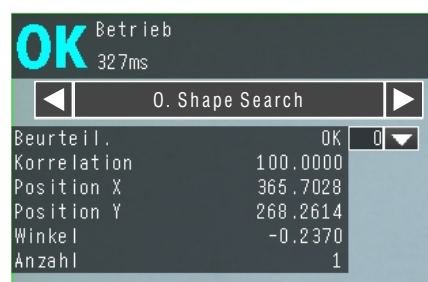 OK Betrieb
327ms
0. Shape Search
Beurteil. OK 0
Korrelation 100.0000
Position X 365.7028
Position Y 268.2614
Winkel -0.2370
Anzahl 1